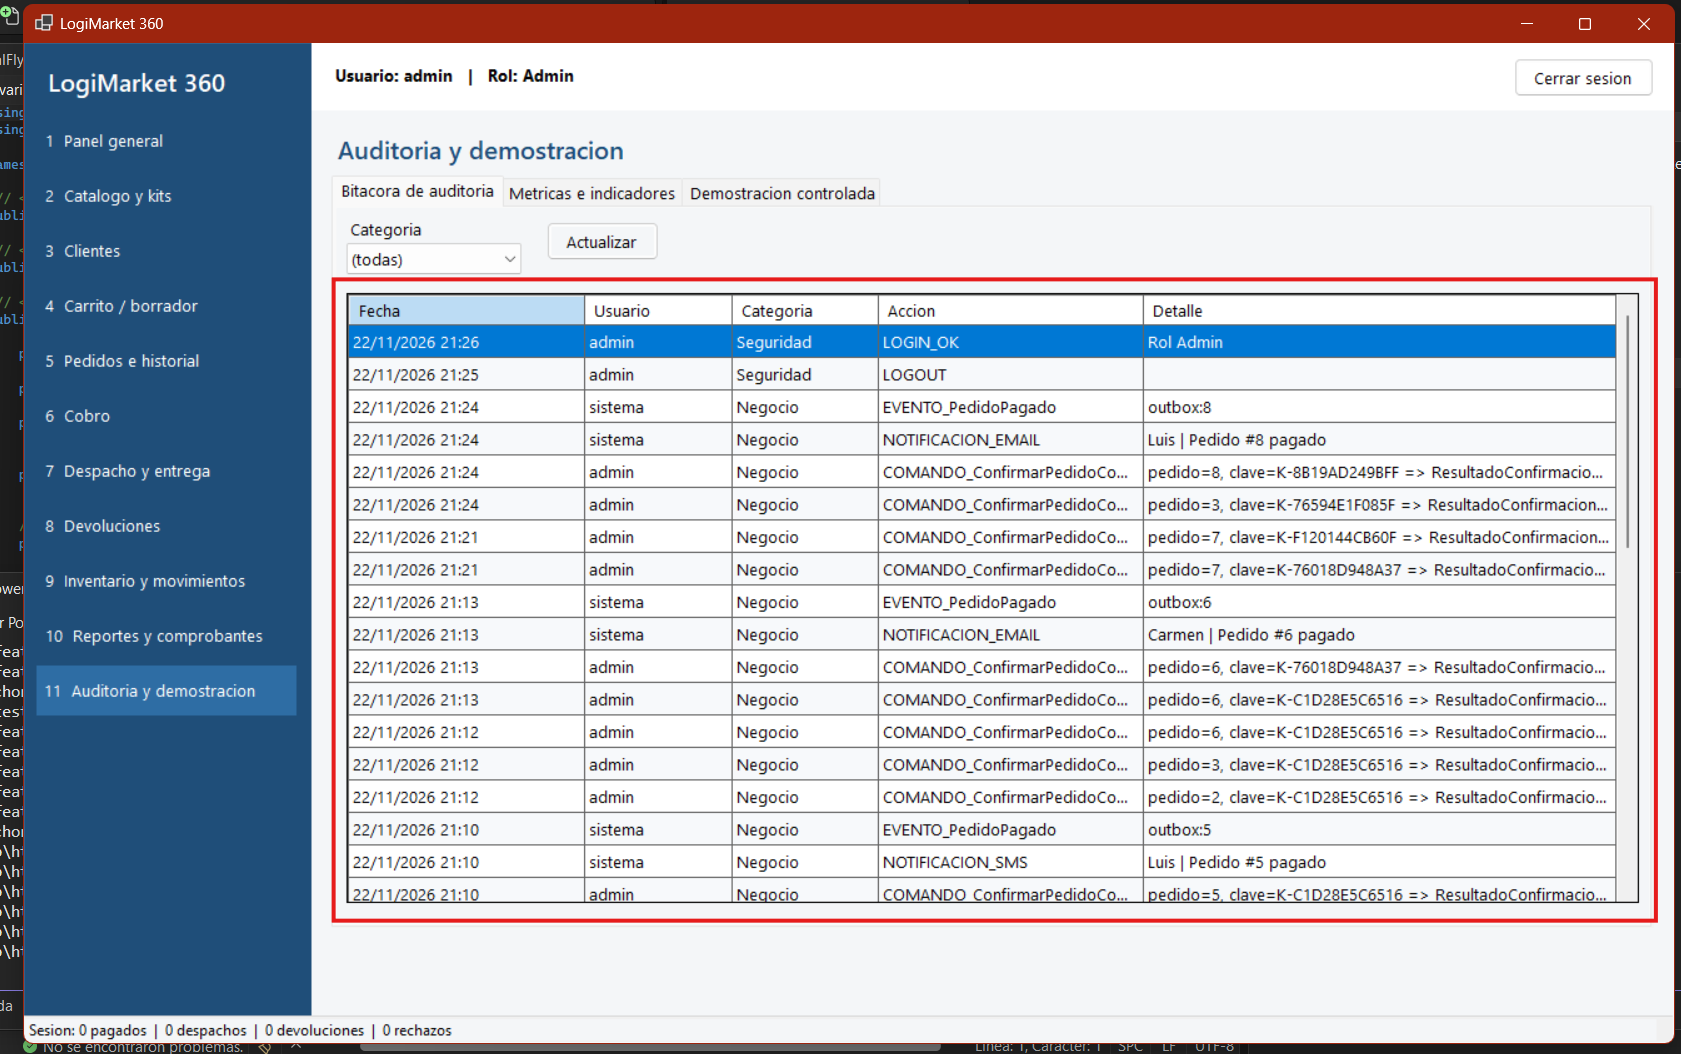 LogiMarket 360
LogiMarket 360
1 Panel general
2 Catalogo y kits
3 Clientes
4 Carrito / borrador
5 Pedidos e historial
6 Cobro
7 Despacho y entrega
8 Devoluciones
9 Inventario y movimientos
10 Reportes y comprobantes
11 Auditoria y demostracion
Usuario: admin | Rol: Admin
Cerrar sesion
Auditoria y demostracion
Bitacora de auditoria Metricas e indicadores Demostracion controlada
Categoria
(todas) Actualizar
Fecha Usuario Categoria Accion Detalle
22/11/2026 21:26 admin Seguridad LOGIN_OK Rol Admin
22/11/2026 21:25 admin Seguridad LOGOUT
22/11/2026 21:24 sistema Negocio EVENTO_PedidoPagado outbox:8
22/11/2026 21:24 sistema Negocio NOTIFICACION_EMAIL Luis | Pedido #8 pagado
22/11/2026 21:24 admin Negocio COMANDO_ConfirmarPedidoCo... pedido=8, clave=K-8B19AD249BFF => ResultadoConfirmacio...
22/11/2026 21:24 admin Negocio COMANDO_ConfirmarPedidoCo... pedido=3, clave=K-76594E1F085F => ResultadoConfirmacion...
22/11/2026 21:21 admin Negocio COMANDO_ConfirmarPedidoCo... pedido=7, clave=K-F120144CB60F => ResultadoConfirmacion...
22/11/2026 21:21 admin Negocio COMANDO_ConfirmarPedidoCo... pedido=7, clave=K-76018D948A37 => ResultadoConfirmacio...
22/11/2026 21:13 sistema Negocio EVENTO_PedidoPagado outbox:6
22/11/2026 21:13 sistema Negocio NOTIFICACION_EMAIL Carmen | Pedido #6 pagado
22/11/2026 21:13 admin Negocio COMANDO_ConfirmarPedidoCo... pedido=6, clave=K-76018D948A37 => ResultadoConfirmacio...
22/11/2026 21:13 admin Negocio COMANDO_ConfirmarPedidoCo... pedido=6, clave=K-C1D28E5C6516 => ResultadoConfirmacio...
22/11/2026 21:12 admin Negocio COMANDO_ConfirmarPedidoCo... pedido=6, clave=K-C1D28E5C6516 => ResultadoConfirmacio...
22/11/2026 21:12 admin Negocio COMANDO_ConfirmarPedidoCo... pedido=3, clave=K-C1D28E5C6516 => ResultadoConfirmacio...
22/11/2026 21:12 admin Negocio COMANDO_ConfirmarPedidoCo... pedido=2, clave=K-C1D28E5C6516 => ResultadoConfirmacio...
22/11/2026 21:10 sistema Negocio EVENTO_PedidoPagado outbox:5
22/11/2026 21:10 sistema Negocio NOTIFICACION_SMS Luis | Pedido #5 pagado
22/11/2026 21:10 admin Negocio COMANDO_ConfirmarPedidoCo... pedido=5, clave=K-C1D28E5C6516 => ResultadoConfirmacio...
Sesion: 0 pagados | 0 despachos | 0 devoluciones | 0 rechazos
No se encontraron problemas.
Línea: 1, Carácter: 1 SPC LF UTF-8